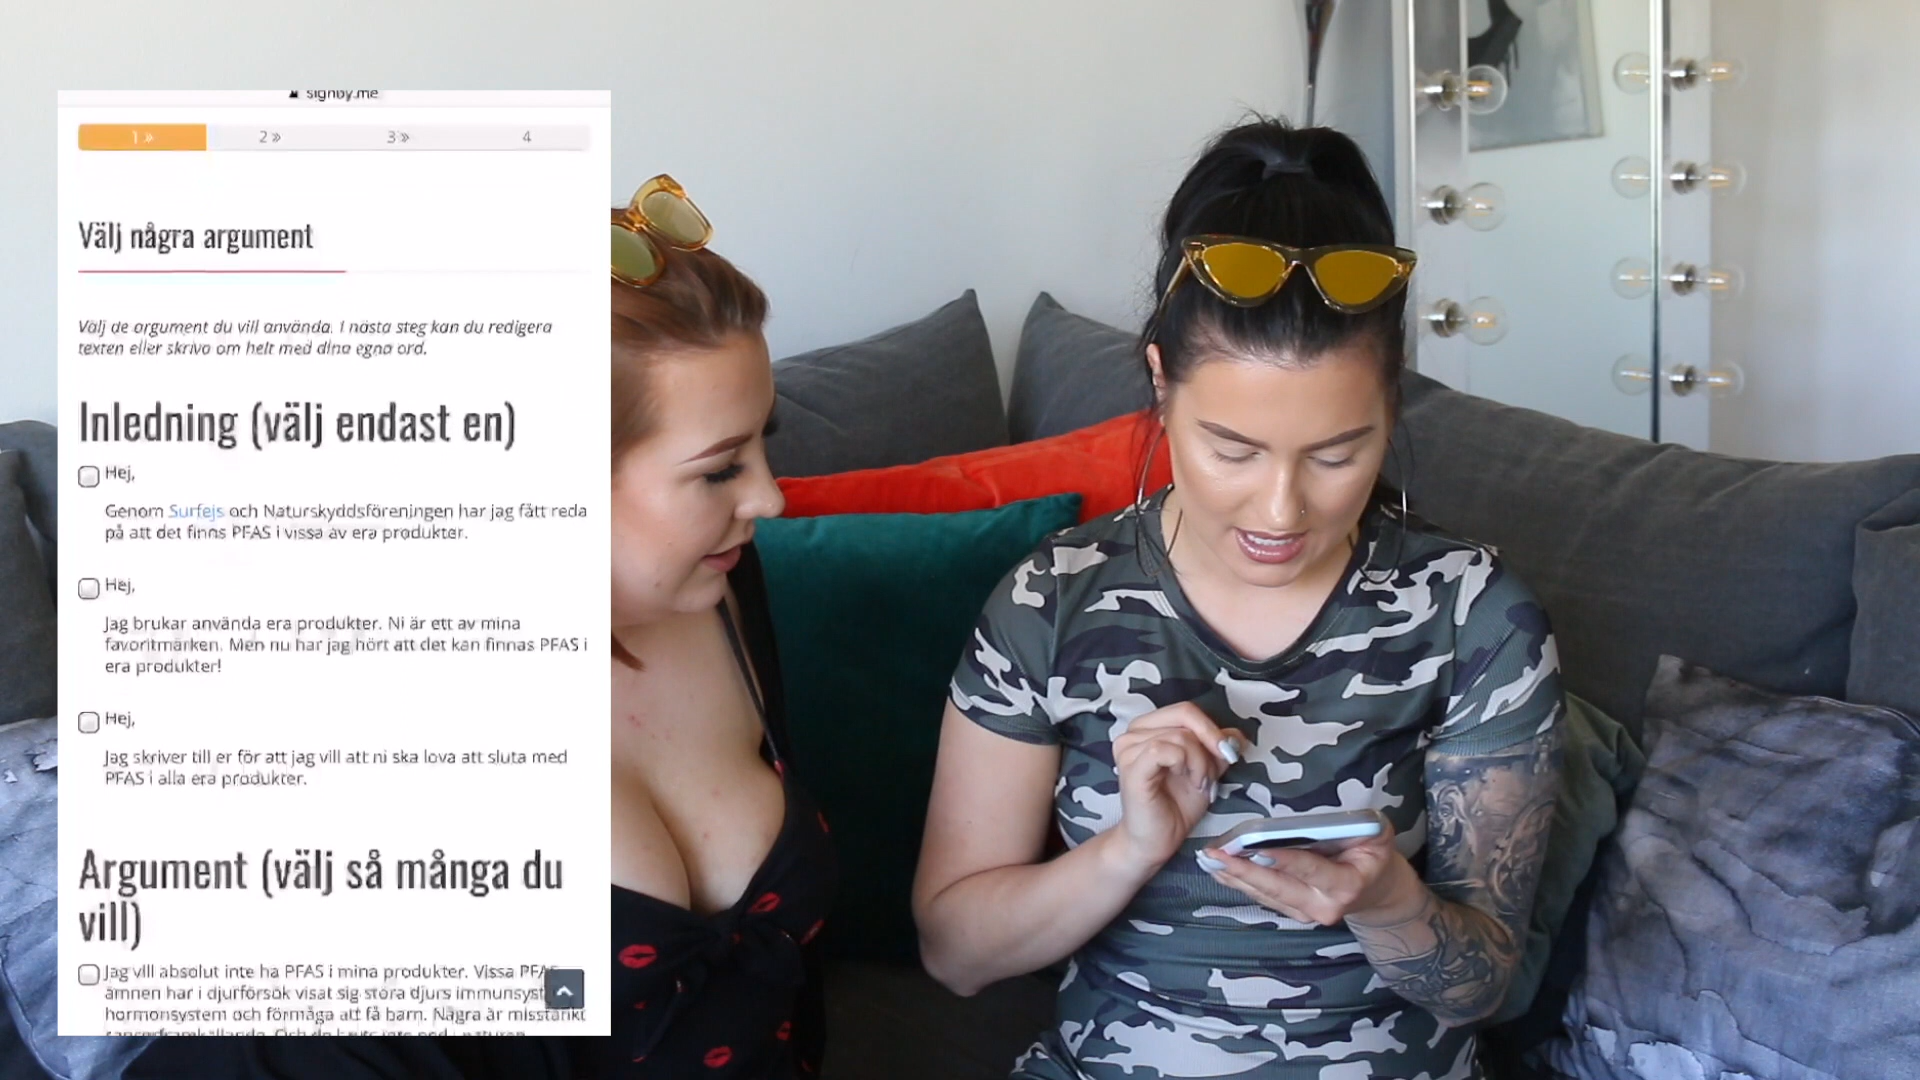 signby.me
1 »
2 »
3 »
4
Välj några argument
Välj de argument du vill använda. I nästa steg kan du redigera
texten eller skriva om helt med dina egna ord.
Inledning (välj endast en)
Hej,
Genom Surfejs och Naturskyddsföreningen har jag fått reda
på att det finns PFAS i vissa av era produkter.
Hej,
Jag brukar använda era produkter. Ni är ett av mina
favoritmärken. Men nu har jag hört att det kan finnas PFAS i
era produkter!
Hej,
Jag skriver till er för att jag vill att ni ska lova att sluta med
PFAS i alla era produkter.
Argument (välj så många du
vill)
Jag vill absolut inte ha PFAS i mina produkter. Vissa PFA
ämnen har i djurförsök visat sig störa djurs immunsyst
hormonsystem och förmåga att få barn. Några är misstänkt